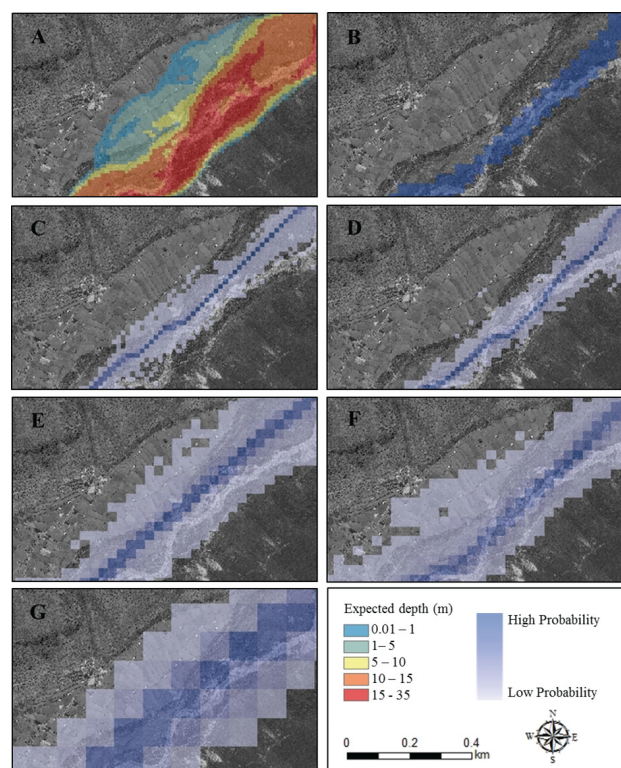 A
B
C
D
E
F
G
Expected depth (m)
0.01 – 1
1– 5
5 – 10
10 – 15
15 - 35
High Probability
Low Probability
N
W E
S
0 0.2 0.4
km